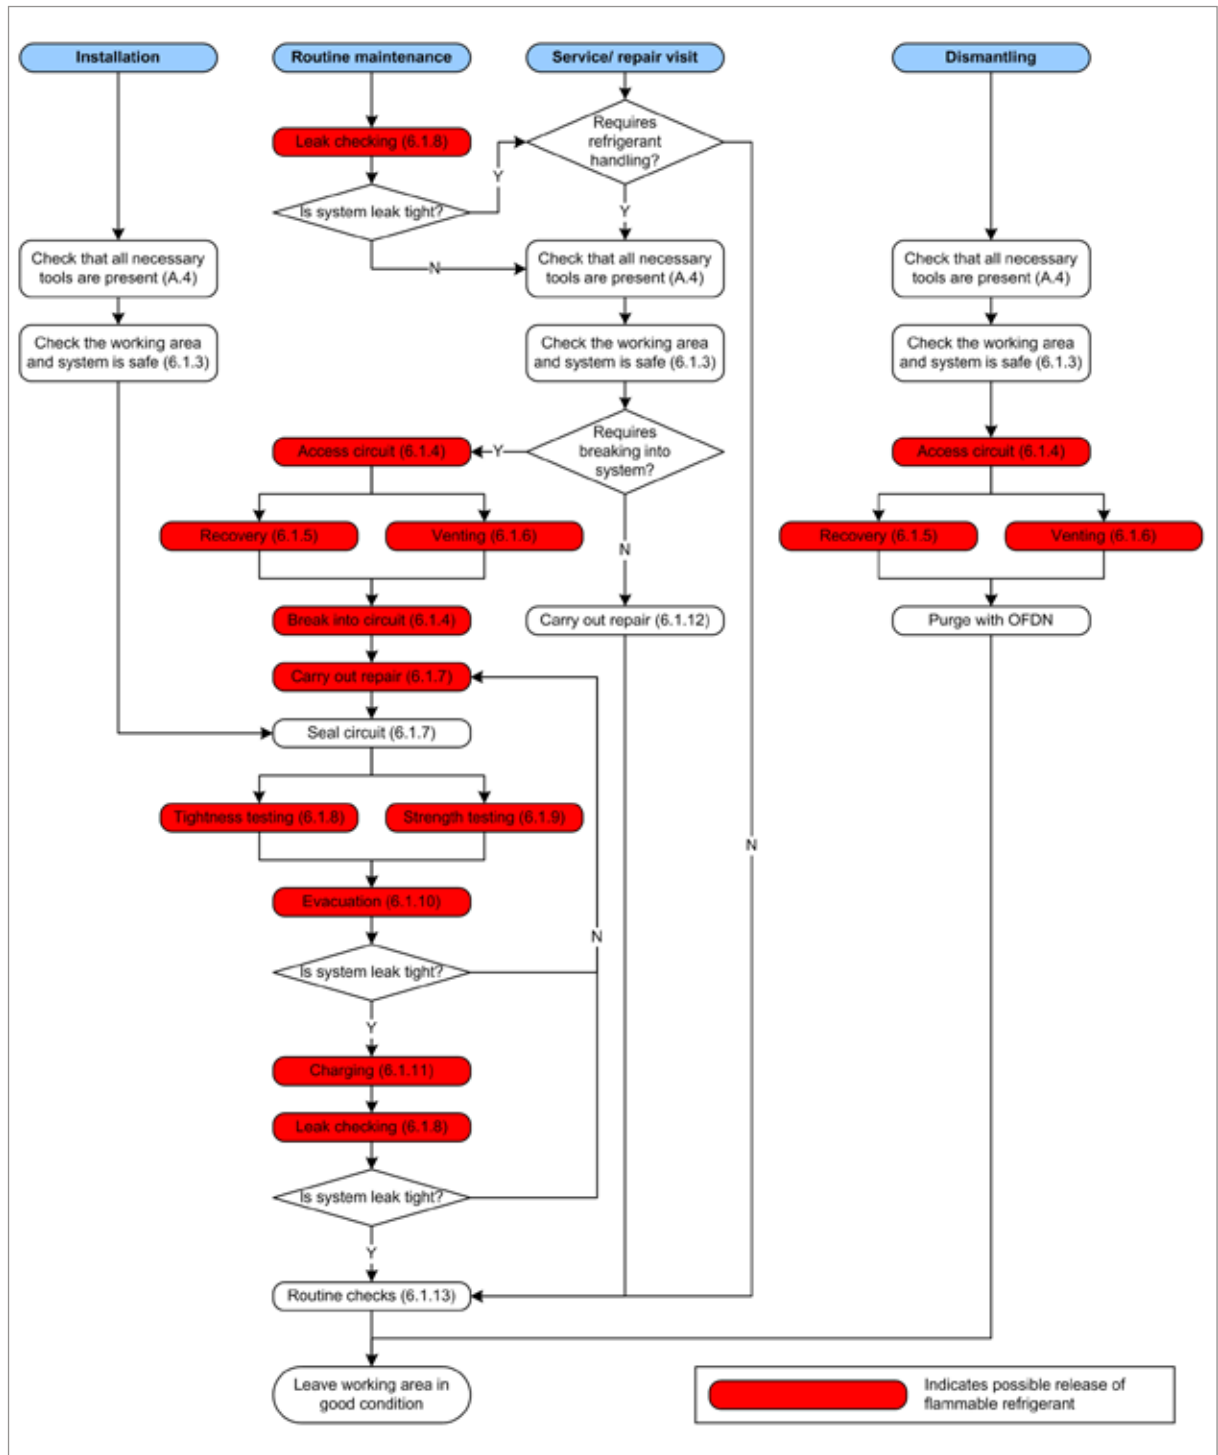 Installation
Routine maintenance
Service/ repair visit
Dismantling
Requires
refrigerant
handling?
Leak checking (6.1.8)
Y
Is system leak tight?
Y
N
Check that all necessary
tools are present (A.4)
Check that all necessary
tools are present (A.4)
Check that all necessary
tools are present (A.4)
Check the working area
and system is safe (6.1.3)
Check the working area
and system is safe (6.1.3)
Check the working area
and system is safe (6.1.3)
Requires
breaking into
system?
Y
Access circuit (6.1.4)
Access circuit (6.1.4)
Recovery (6.1.5)
Venting (6.1.6)
N
Recovery (6.1.5)
Venting (6.1.6)
Break into circuit (6.1.4)
Carry out repair (6.1.12)
Purge with OFDN
Carry out repair (6.1.7)
Seal circuit (6.1.7)
Tightness testing (6.1.8)
Strength testing (6.1.9)
N
Evacuation (6.1.10)
N
Is system leak tight?
Y
Charging (6.1.11)
Leak checking (6.1.8)
Is system leak tight?
Y
Routine checks (6.1.13)
Leave working area in
good condition
Indicates possible release of
flammable refrigerant